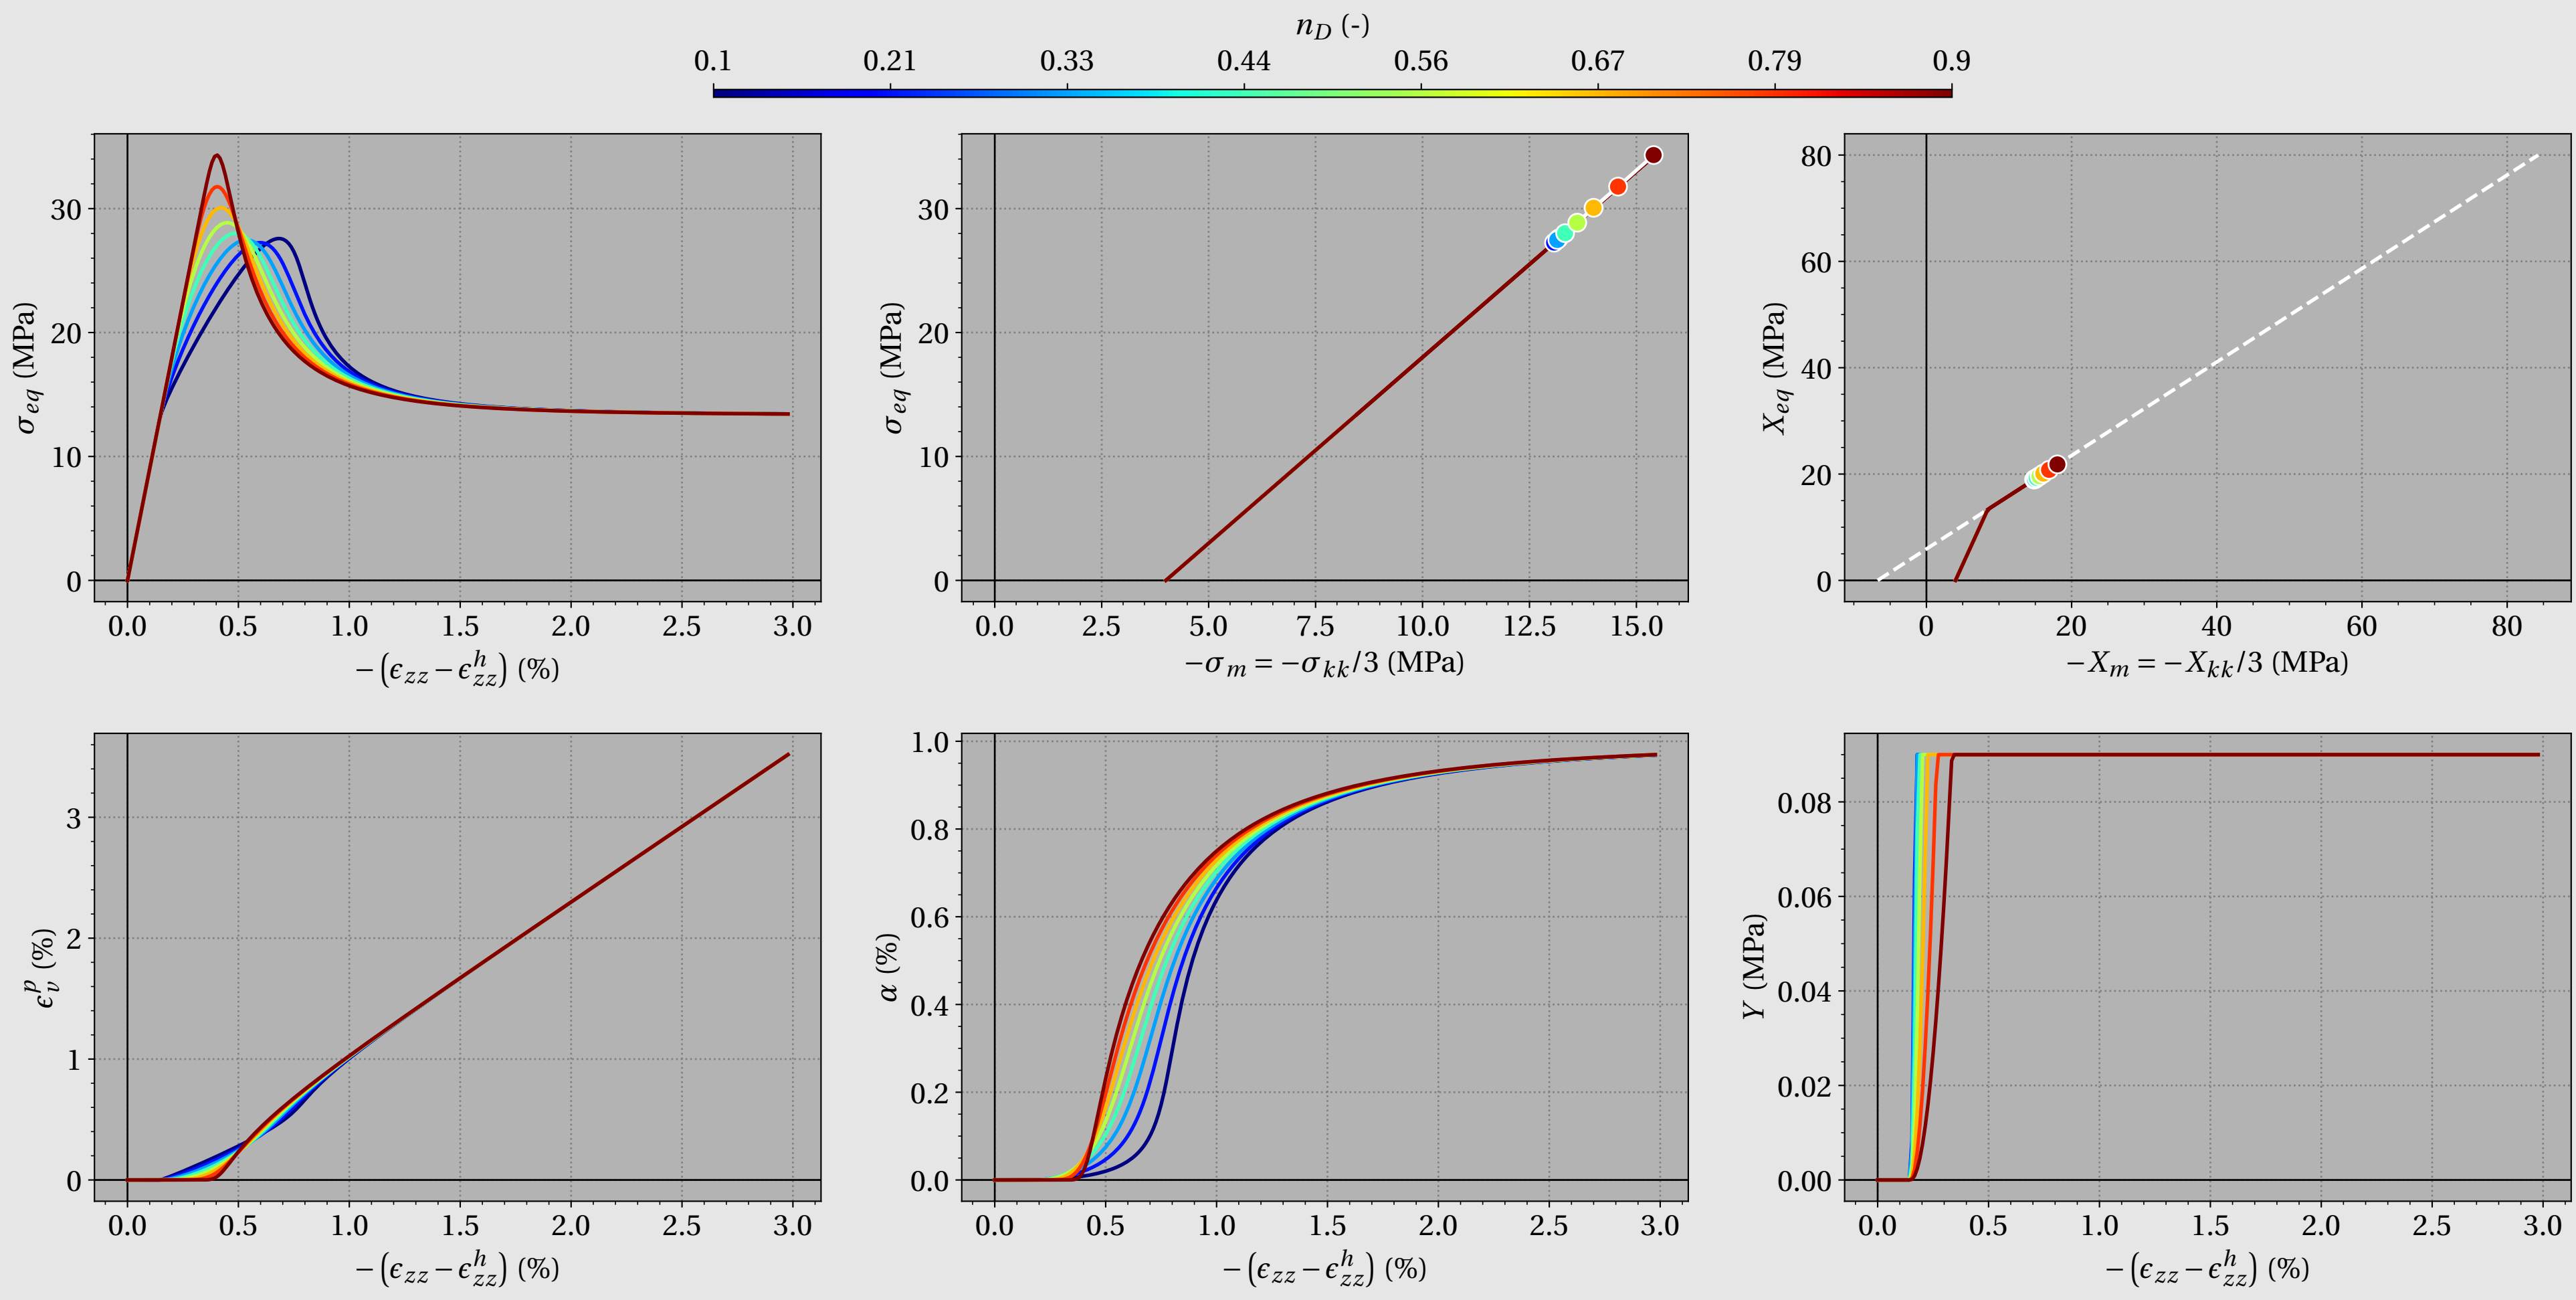 n_D (-)
0.1 0.21 0.33 0.44 0.56 0.67 0.79 0.9
σ_eq (MPa)
30
20
10
0
0.0 0.5 1.0 1.5 2.0 2.5 3.0
−(ϵ_zz − ϵ^h_zz) (%)
σ_eq (MPa)
30
20
10
0
0.0 2.5 5.0 7.5 10.0 12.5 15.0
−σ_m = −σ_kk/3 (MPa)
X_eq (MPa)
80
60
40
20
0
0 20 40 60 80
−X_m = −X_kk/3 (MPa)
ϵ^p_v (%)
3
2
1
0
0.0 0.5 1.0 1.5 2.0 2.5 3.0
−(ϵ_zz − ϵ^h_zz) (%)
α (%)
1.0
0.8
0.6
0.4
0.2
0.0
0.0 0.5 1.0 1.5 2.0 2.5 3.0
−(ϵ_zz − ϵ^h_zz) (%)
Y (MPa)
0.08
0.06
0.04
0.02
0.00
0.0 0.5 1.0 1.5 2.0 2.5 3.0
−(ϵ_zz − ϵ^h_zz) (%)